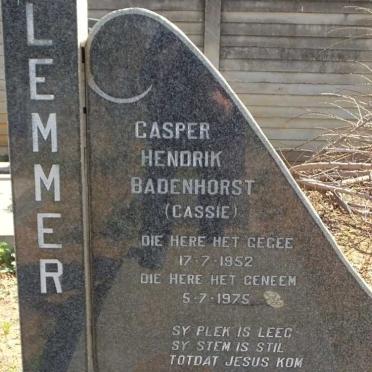 LEMMER
CASPER
HENDRIK
BADENHORST
(CASSIE)
DIE HERE HET GEGEE
17-7-1952
DIE HERE HET GENEEM
5-7-1975
SY PLEK IS LEEG
SY STEM IS STIL
TOTDAT JESUS KOM